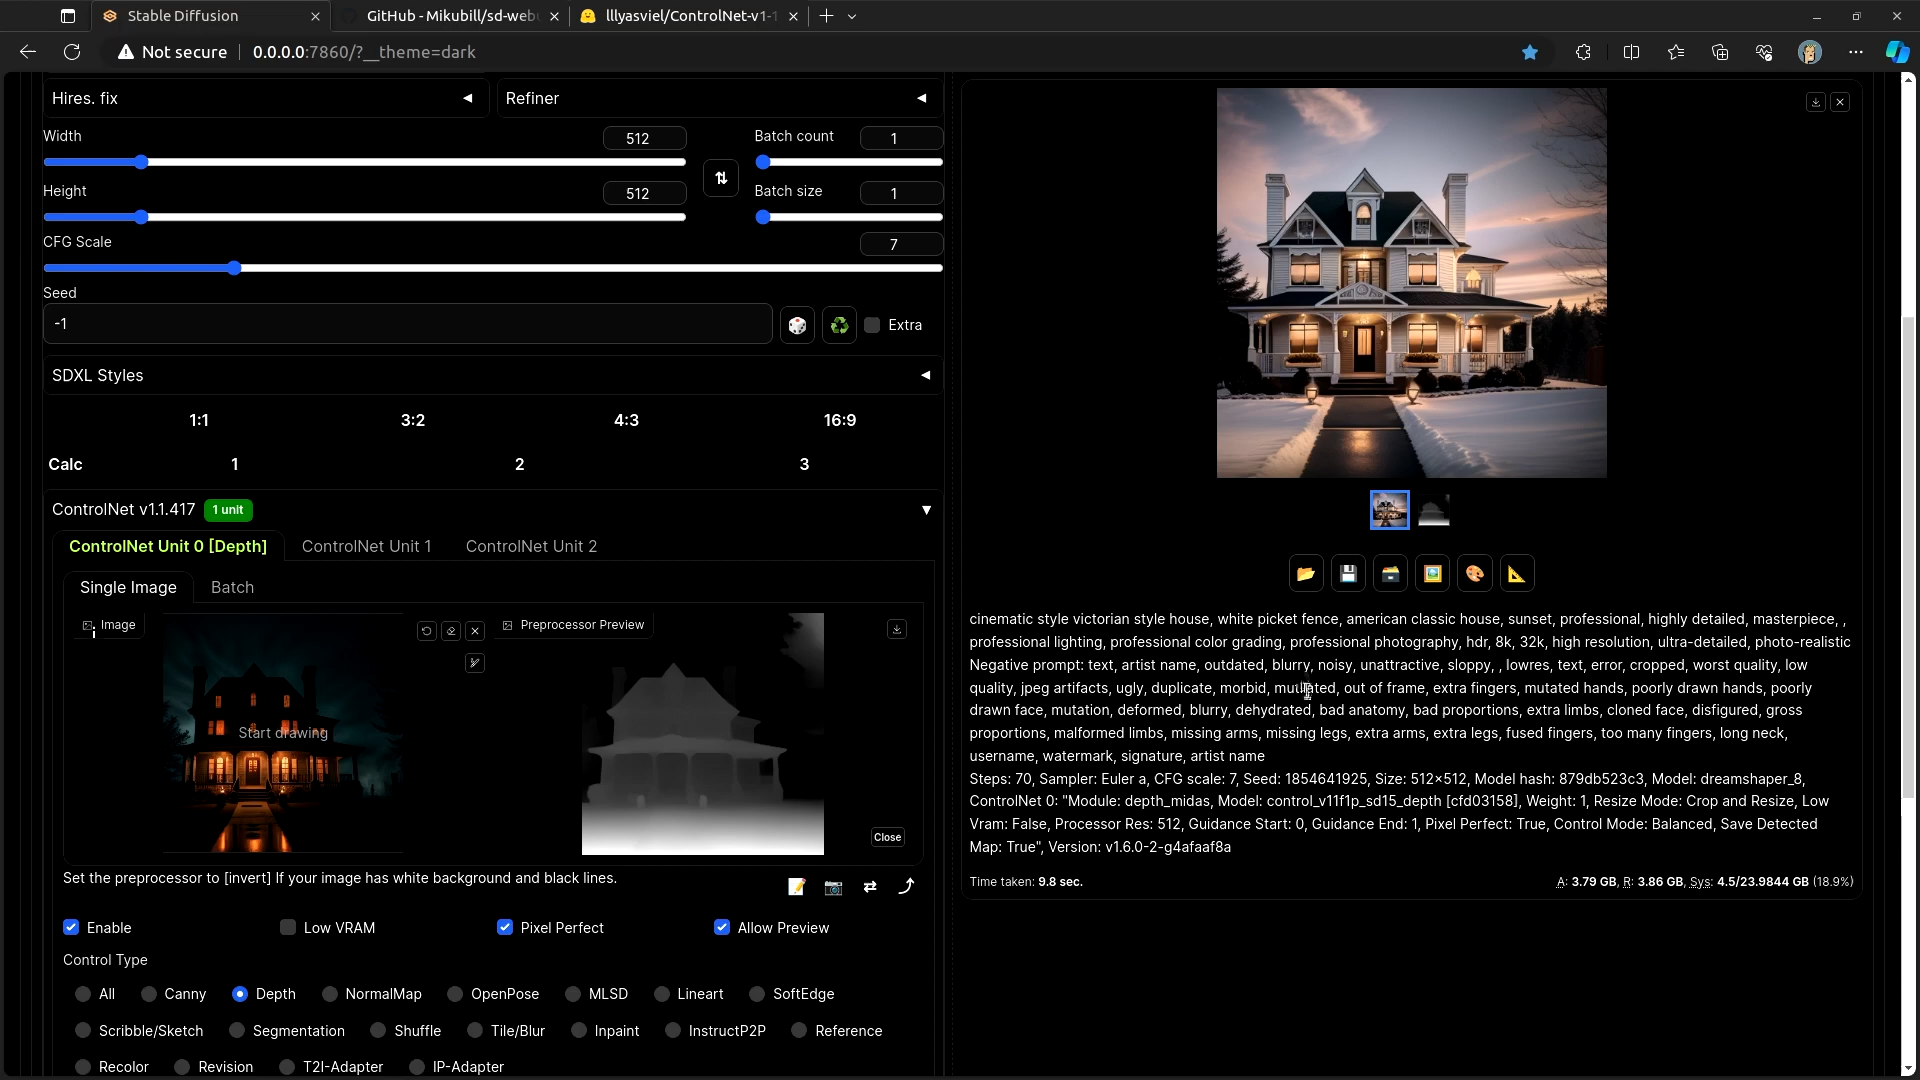 Stable Diffusion
GitHub - Mikubill/sd-webu
lllyasviel/ControlNet-v1-1
Not secure
0.0.0.0:7860/?__theme=dark
Hires. fix
Refiner
Width
512
Batch count
1
Height
512
Batch size
1
CFG Scale
7
Seed
-1
Extra
SDXL Styles
1:1
3:2
4:3
16:9
Calc
1
2
3
ControlNet v1.1.417
1 unit
ControlNet Unit 0 [Depth]
ControlNet Unit 1
ControlNet Unit 2
Single Image
Batch
Image
Start drawing
Preprocessor Preview
Close
Set the preprocessor to [invert] If your image has white background and black lines.
Enable
Low VRAM
Pixel Perfect
Allow Preview
Control Type
All
Canny
Depth
NormalMap
OpenPose
MLSD
Lineart
SoftEdge
Scribble/Sketch
Segmentation
Shuffle
Tile/Blur
Inpaint
InstructP2P
Reference
Recolor
Revision
T2I-Adapter
IP-Adapter
cinematic style victorian style house, white picket fence, american classic house, sunset, professional, highly detailed, masterpiece, ,
professional lighting, professional color grading, professional photography, hdr, 8k, 32k, high resolution, ultra-detailed, photo-realistic
Negative prompt: text, artist name, outdated, blurry, noisy, unattractive, sloppy, , lowres, text, error, cropped, worst quality, low
quality, jpeg artifacts, ugly, duplicate, morbid, mutilated, out of frame, extra fingers, mutated hands, poorly drawn hands, poorly
drawn face, mutation, deformed, blurry, dehydrated, bad anatomy, bad proportions, extra limbs, cloned face, disfigured, gross
proportions, malformed limbs, missing arms, missing legs, extra arms, extra legs, fused fingers, too many fingers, long neck,
username, watermark, signature, artist name
Steps: 70, Sampler: Euler a, CFG scale: 7, Seed: 1854641925, Size: 512x512, Model hash: 879db523c3, Model: dreamshaper_8,
ControlNet 0: "Module: depth_midas, Model: control_v11f1p_sd15_depth [cfd03158], Weight: 1, Resize Mode: Crop and Resize, Low
Vram: False, Processor Res: 512, Guidance Start: 0, Guidance End: 1, Pixel Perfect: True, Control Mode: Balanced, Save Detected
Map: True", Version: v1.6.0-2-g4afaaf8a
Time taken: 9.8 sec.
A: 3.79 GB, R: 3.86 GB, Sys: 4.5/23.9844 GB (18.9%)